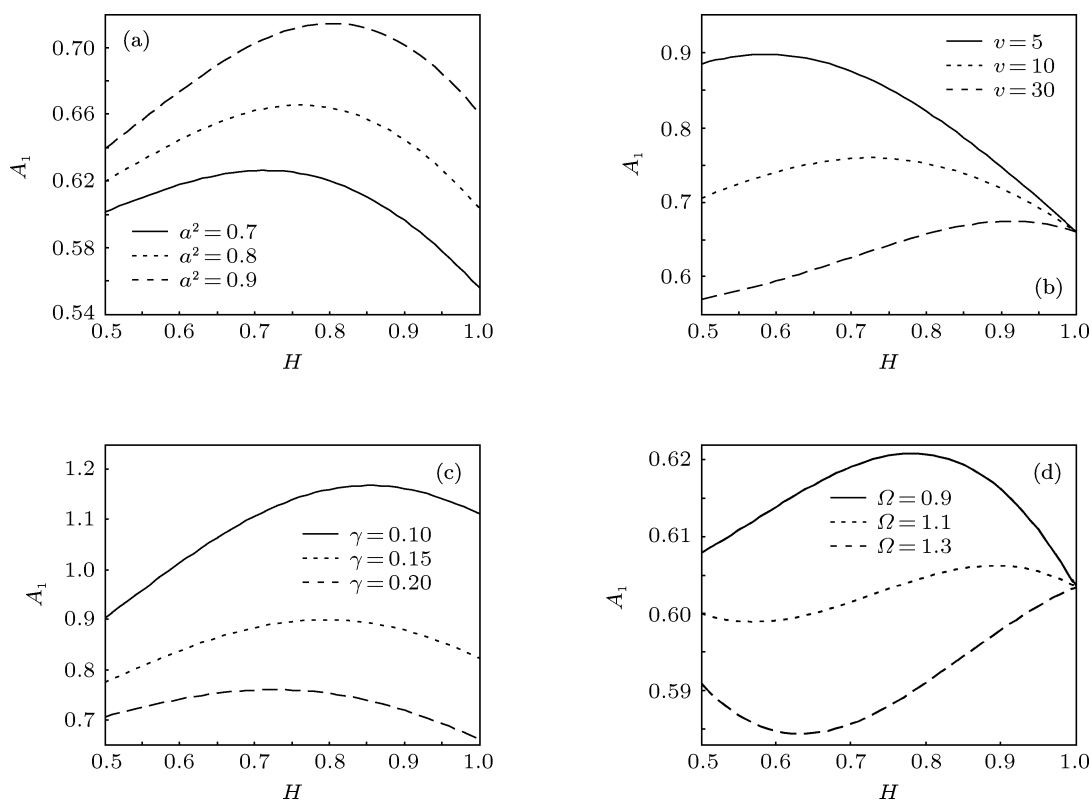 (a)
0.70
0.66
0.62
0.58
0.54
A₁
a² = 0.7
a² = 0.8
a² = 0.9
0.5 0.6 0.7 0.8 0.9 1.0
H
v = 5
v = 10
v = 30
0.9
0.8
0.7
0.6
A₁
(b)
0.5 0.6 0.7 0.8 0.9 1.0
H
(c)
1.2
1.1
1.0
0.9
0.8
0.7
A₁
γ = 0.10
γ = 0.15
γ = 0.20
0.5 0.6 0.7 0.8 0.9 1.0
H
(d)
0.62
0.61
0.60
0.59
A₁
Ω = 0.9
Ω = 1.1
Ω = 1.3
0.5 0.6 0.7 0.8 0.9 1.0
H